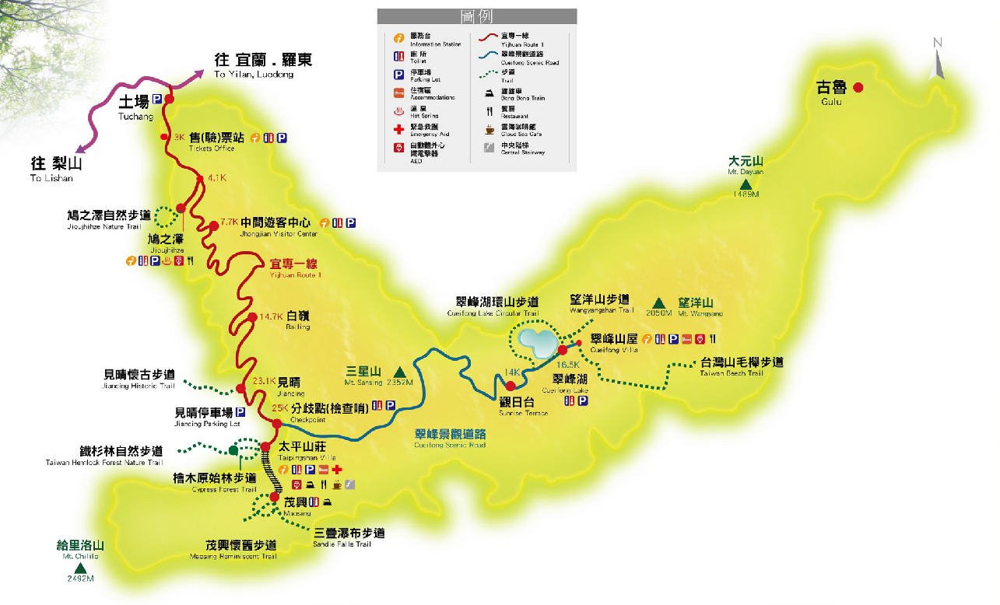 圖例
服務台
Information Station
廁所
Toilet
停車場
Parking Lot
住宿區
Accommodations
溫泉
Hot Spring
緊急救護
Emergency Aid
自動體外心
臟電擊器
AED
宜專一線
Yijhuan Route 1
翠峰景觀道路
Cueifong Scenic Road
步道
Trail
蹦蹦車
Bong Bong Train
餐廳
Restaurant
雲海咖啡館
Cloud Sea Cafe
中央階梯
Central Stairway
N
往 宜蘭．羅東
To Yilan, Luodong
土場 P
Tuchang
往 梨山
To Lishan
3K 售(驗)票站 P
Tickets Office
4.1K
鳩之澤自然步道
Jioujhihze Nature Trail
鳩之澤
Jioujhihze
P
7.7K 中間遊客中心 P
Jhongjian Visitor Center
宜專一線
Yijhuan Route 1
14.7K 白嶺
Bailing
見晴懷古步道
Jiancing Historic Trail
23.1K 見晴
Jiancing
見晴停車場 P
Jiancing Parking Lot
25K 分歧點(檢查哨) P
Checkpoint
鐵杉林自然步道
Taiwan Hemlock Forest Nature Trail
太平山莊
Taipingshan Villa
P
檜木原始林步道
Cypress Forest Trail
茂興
Maosing
三疊瀑布步道
Sandie Falls Trail
茂興懷舊步道
Maosing Reminiscent Trail
給里洛山
Mt. Chilillo
2492M
三星山
Mt. Sansing 2352M
翠峰景觀道路
Cueifong Scenic Road
翠峰湖環山步道
Cueifong Lake Circular Trail
望洋山步道
Wangyangshan Trail
2050M
望洋山
Mt. Wangyang
翠峰山屋 P
Cueifong Villa
台灣山毛櫸步道
Taiwan Beech Trail
14K
16.5K
翠峰湖
Cueifong Lake
P
觀日台
Sunrise Terrace
大元山
Mt. Dayuan
1489M
古魯
Gulu